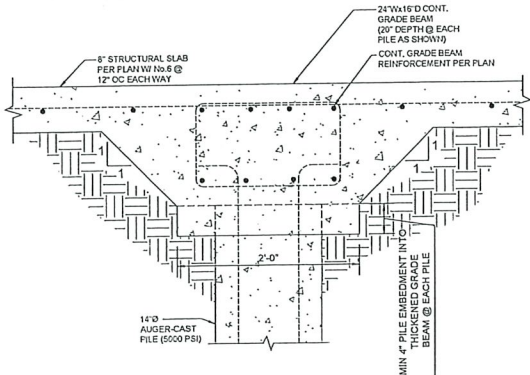 24"Wx16"D CONT.
GRADE BEAM
(20" DEPTH @ EACH
PILE AS SHOWN)
8" STRUCTURAL SLAB
PER PLAN W/ No.6 @
12" OC EACH WAY
CONT. GRADE BEAM
REINFORCEMENT PER PLAN
1
1
1
1
2'-0"
14"Ø
AUGER-CAST
PILE (5000 PSI)
MIN 4" PILE EMBEDMENT INTO
THICKENED GRADE
BEAM @ EACH PILE